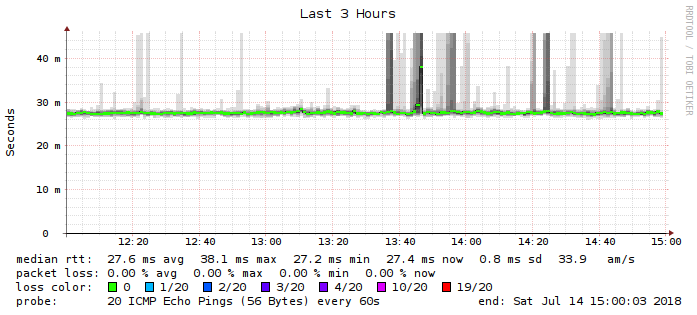 Last 3 Hours
RRDTOOL / TOBI OETIKER
Seconds
40 m
30 m
20 m
10 m
0
12:20 12:40 13:00 13:20 13:40 14:00 14:20 14:40 15:00
median rtt: 27.6 ms avg 38.1 ms max 27.2 ms min 27.4 ms now 0.8 ms sd 33.9 am/s
packet loss: 0.00 % avg 0.00 % max 0.00 % min 0.00 % now
loss color: 0 1/20 2/20 3/20 4/20 10/20 19/20
probe: 20 ICMP Echo Pings (56 Bytes) every 60s end: Sat Jul 14 15:00:03 2018